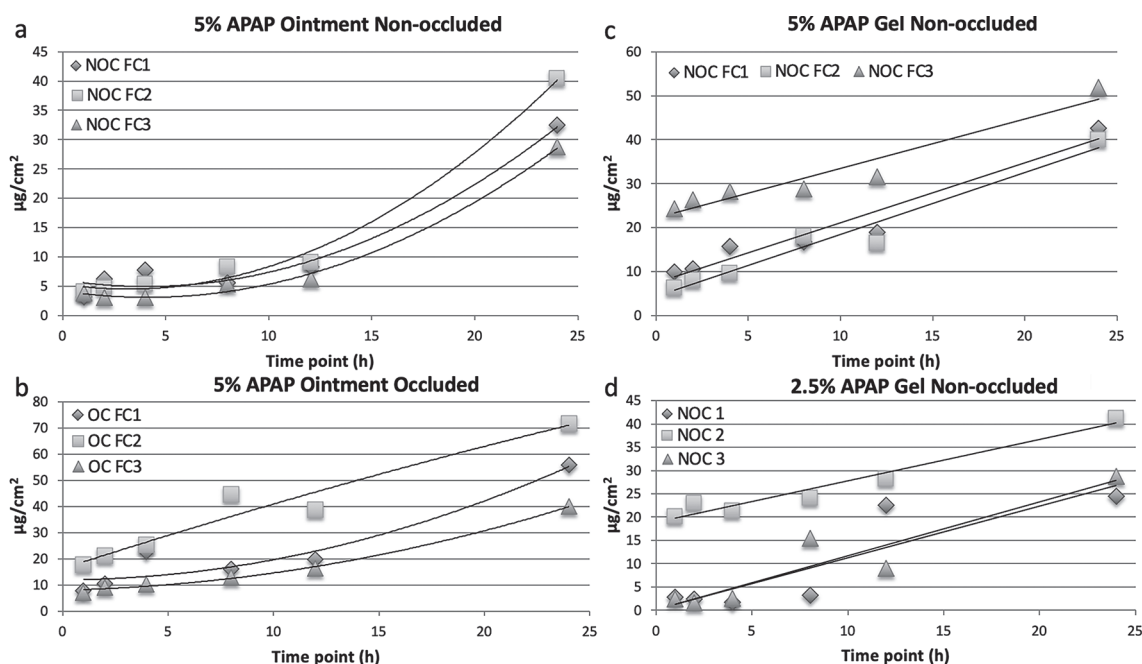 a
5% APAP Ointment Non-occluded
45
40
35
30
25
20
15
10
5
0
µg/cm²
NOC FC1
NOC FC2
NOC FC3
0 5 10 15 20 25
Time point (h)
b
5% APAP Ointment Occluded
80
70
60
50
40
30
20
10
0
µg/cm²
OC FC1
OC FC2
OC FC3
0 5 10 15 20 25
Time point (h)
c
5% APAP Gel Non-occluded
60
50
40
30
20
10
0
µg/cm²
NOC FC1 NOC FC2 NOC FC3
0 5 10 15 20 25
Time point (h)
d
2.5% APAP Gel Non-occluded
45
40
35
30
25
20
15
10
5
0
µg/cm²
NOC 1
NOC 2
NOC 3
0 5 10 15 20 25
Time point (h)